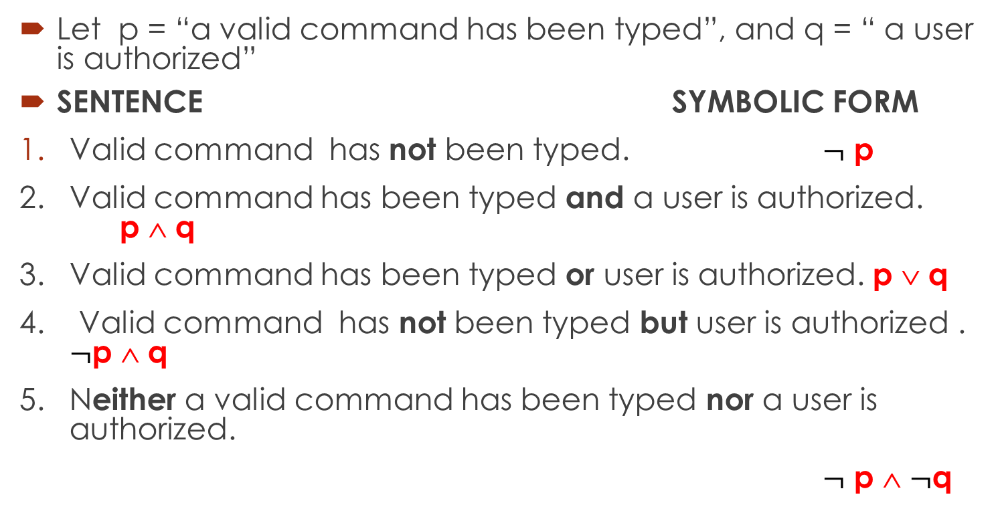 Let p = “a valid command has been typed”, and q = “ a user
is authorized”
SENTENCE SYMBOLIC FORM
1. Valid command has not been typed. ¬ p
2. Valid command has been typed and a user is authorized.
p ∧ q
3. Valid command has been typed or user is authorized. p ∨ q
4. Valid command has not been typed but user is authorized .
¬p ∧ q
5. Neither a valid command has been typed nor a user is
authorized.
¬ p ∧ ¬q